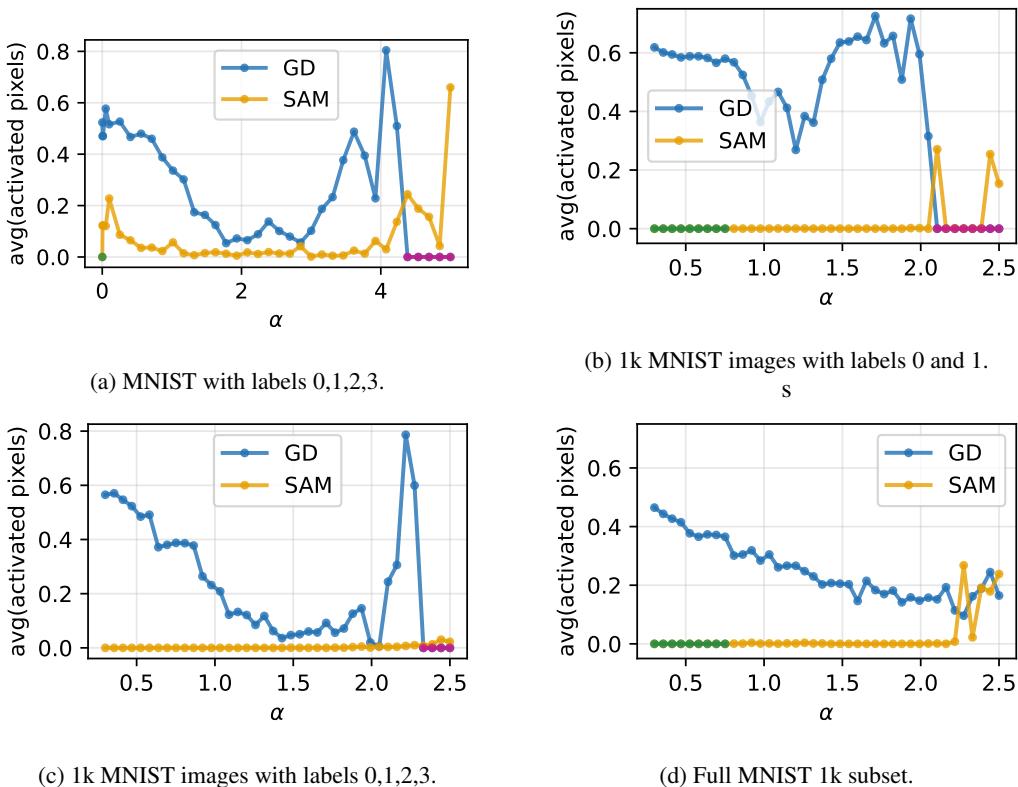 avg(activated pixels)
0.8
0.6
0.4
0.2
0.0
GD
SAM
0
2
4
α
(a) MNIST with labels 0,1,2,3.
avg(activated pixels)
0.6
0.4
0.2
0.0
GD
SAM
0.5
1.0
1.5
2.0
2.5
α
(b) 1k MNIST images with labels 0 and 1.
s
avg(activated pixels)
0.8
0.6
0.4
0.2
0.0
GD
SAM
0.5
1.0
1.5
2.0
2.5
α
(c) 1k MNIST images with labels 0,1,2,3.
avg(activated pixels)
0.6
0.4
0.2
0.0
GD
SAM
0.5
1.0
1.5
2.0
2.5
α
(d) Full MNIST 1k subset.